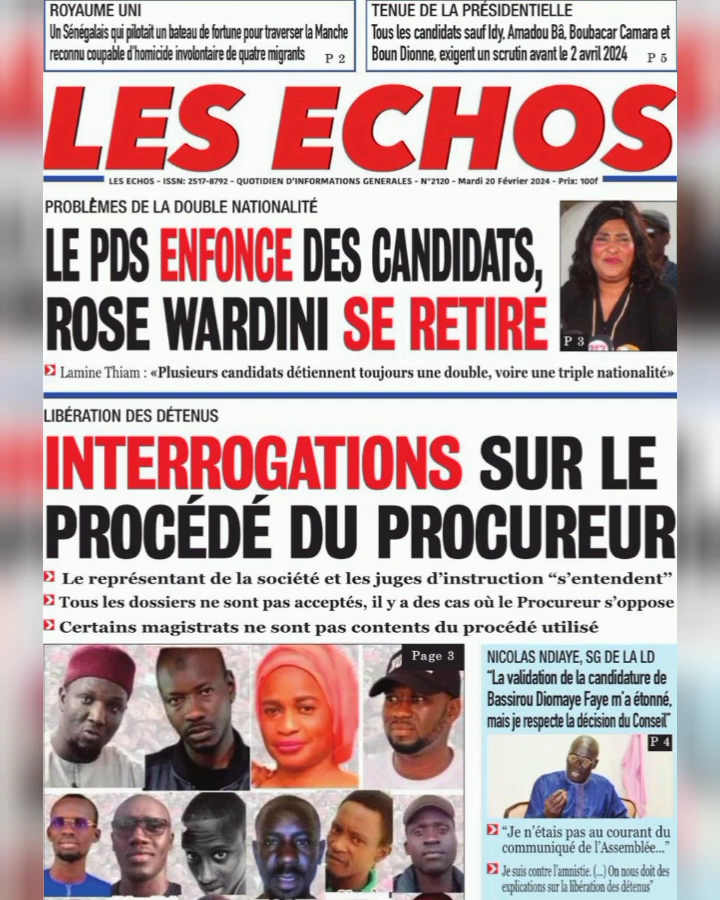 ROYAUME UNI
Un Sénégalais qui pilotait un bateau de fortune pour traverser la Manche
reconnu coupable d'homicide involontaire de quatre migrants P 2
TENUE DE LA PRÉSIDENTIELLE
Tous les candidats sauf Idy, Amadou Bâ, Boubacar Camara et
Boun Dionne, exigent un scrutin avant le 2 avril 2024 P 5
LES ECHOS
LES ECHOS - ISSN: 2517-8792 - QUOTIDIEN D'INFORMATIONS GENERALES - N°2120 - Mardi 20 Février 2024 - Prix: 100f
PROBLÈMES DE LA DOUBLE NATIONALITÉ
LE PDS ENFONCE DES CANDIDATS,
ROSE WARDINI SE RETIRE
P 3
Lamine Thiam : «Plusieurs candidats détiennent toujours une double, voire une triple nationalité»
LIBÉRATION DES DÉTENUS
INTERROGATIONS SUR LE
PROCÉDÉ DU PROCUREUR
Le représentant de la société et les juges d'instruction "s'entendent"
Tous les dossiers ne sont pas acceptés, il y a des cas où le Procureur s'oppose
Certains magistrats ne sont pas contents du procédé utilisé
Page 3
NICOLAS NDIAYE, SG DE LA LD
"La validation de la candidature de
Bassirou Diomaye Faye m'a étonné,
mais je respecte la décision du Conseil"
P 4
"Je n'étais pas au courant du
communiqué de l'Assemblée..."
Je suis contre l'amnistie. (...) On nous doit des
explications sur la libération des détenus"